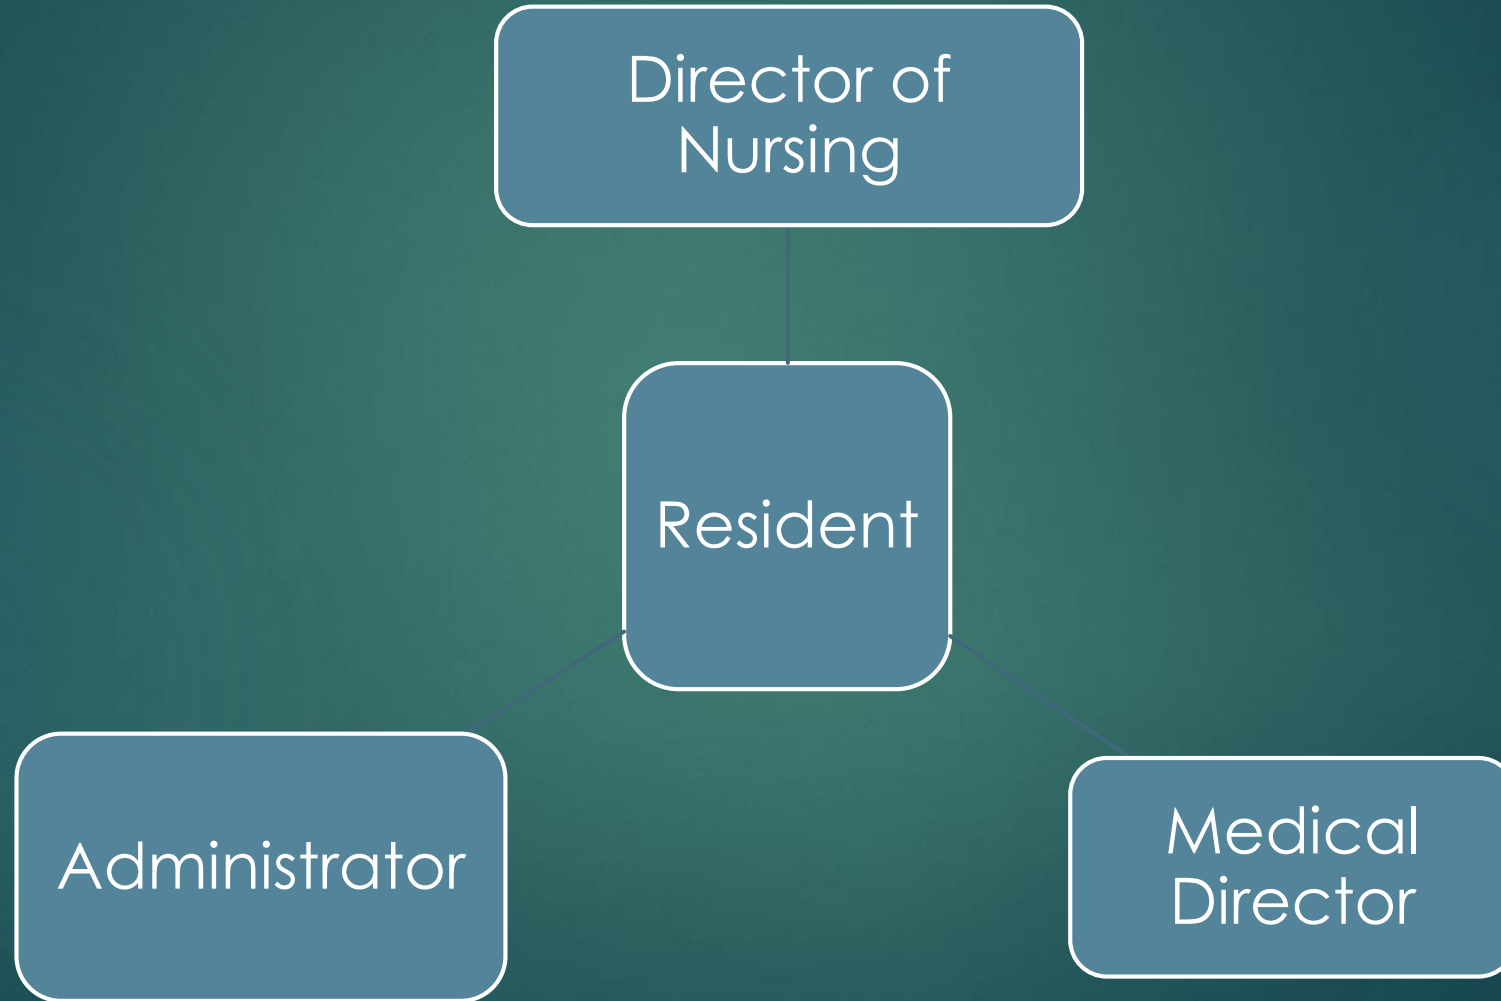 Director of
Nursing
Resident
Administrator
Medical
Director